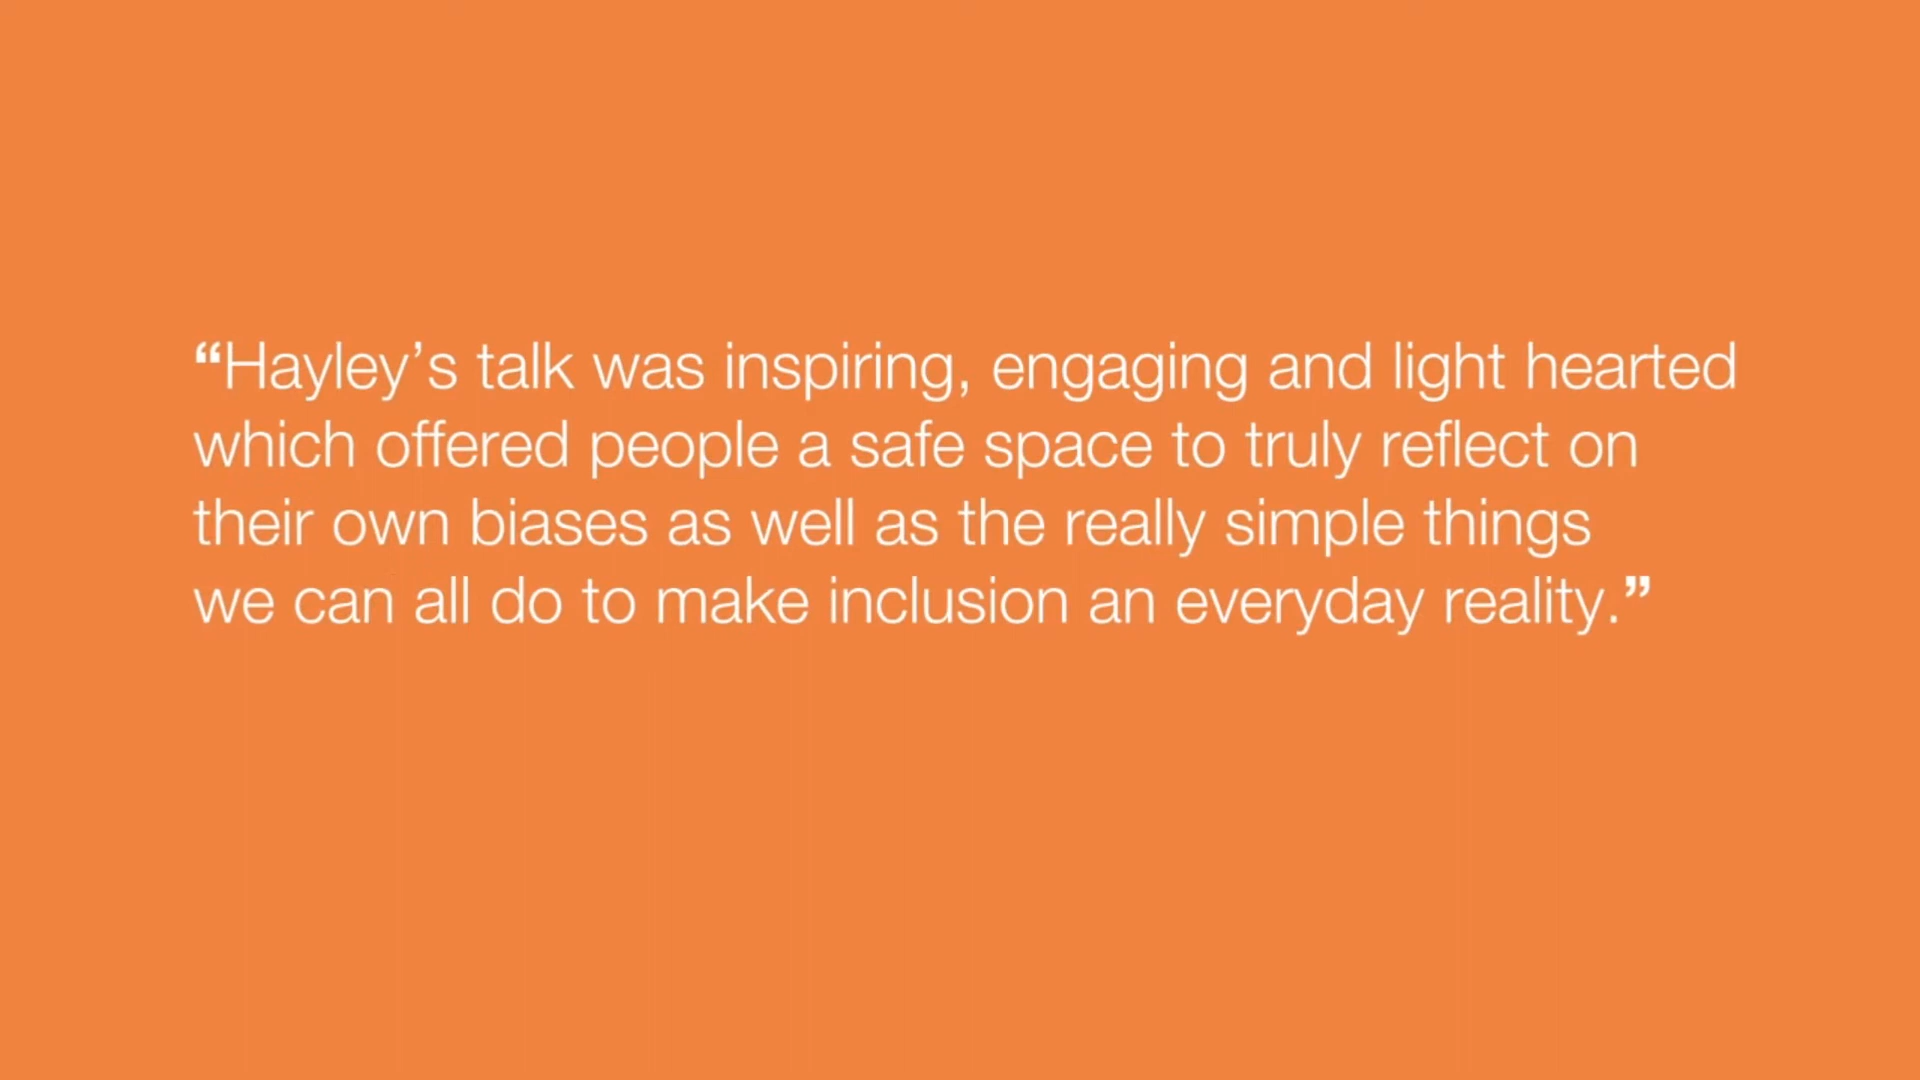 “Hayley’s talk was inspiring, engaging and light hearted
which offered people a safe space to truly reflect on
their own biases as well as the really simple things
we can all do to make inclusion an everyday reality.”